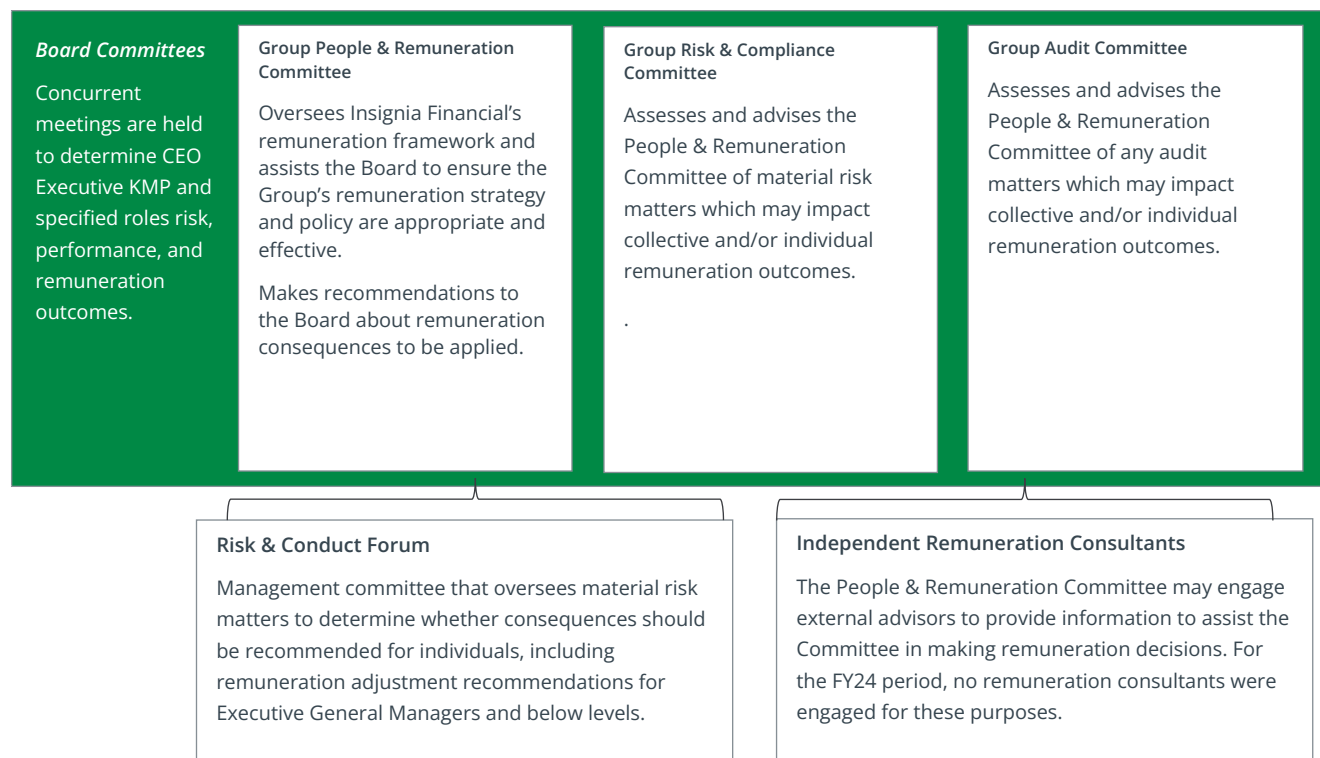 Board Committees
Concurrent
meetings are held
to determine CEO
Executive KMP and
specified roles risk,
performance, and
remuneration
outcomes.
Group People & Remuneration
Committee
Oversees Insignia Financial’s
remuneration framework and
assists the Board to ensure the
Group’s remuneration strategy
and policy are appropriate and
effective.
Makes recommendations to
the Board about remuneration
consequences to be applied.
Group Risk & Compliance
Committee
Assesses and advises the
People & Remuneration
Committee of material risk
matters which may impact
collective and/or individual
remuneration outcomes.
.
Group Audit Committee
Assesses and advises the
People & Remuneration
Committee of any audit
matters which may impact
collective and/or individual
remuneration outcomes.
Risk & Conduct Forum
Management committee that oversees material risk
matters to determine whether consequences should
be recommended for individuals, including
remuneration adjustment recommendations for
Executive General Managers and below levels.
Independent Remuneration Consultants
The People & Remuneration Committee may engage
external advisors to provide information to assist the
Committee in making remuneration decisions. For
the FY24 period, no remuneration consultants were
engaged for these purposes.